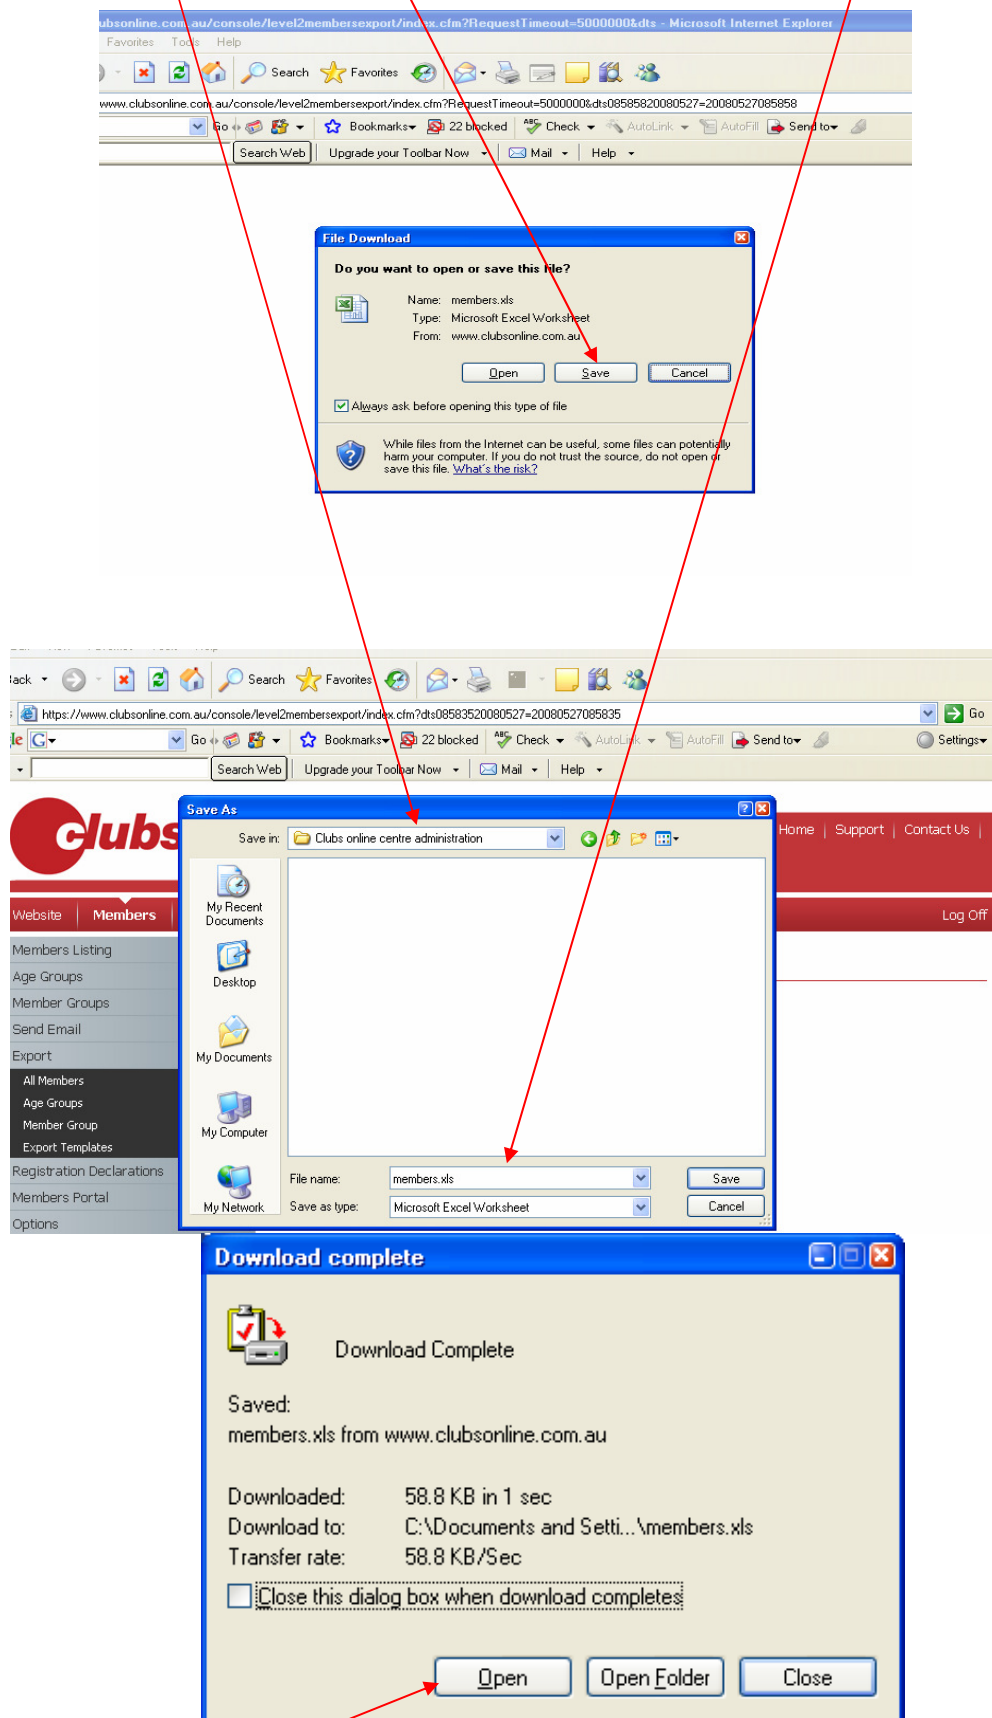 ubsonline.com.au/console/level2membersexport/index.cfm?RequestTimeout=5000000&dts - Microsoft Internet Explorer
Favorites Tools Help
Search Favorites
www.clubsonline.com.au/console/level2membersexport/index.cfm?RequestTimeout=5000000&dts08585820080527=20080527085858
Go Bookmarks 22 blocked ABC Check AutoLink AutoFill Send to
Search Web Upgrade your Toolbar Now Mail Help
File Download
Do you want to open or save this file?
Name: members.xls
Type: Microsoft Excel Worksheet
From: www.clubsonline.com.au
Open Save Cancel
Always ask before opening this type of file
While files from the Internet can be useful, some files can potentially
harm your computer. If you do not trust the source, do not open or
save this file. What's the risk?
ack Search Favorites
https://www.clubsonline.com.au/console/level2membersexport/index.cfm?dts08583520080527=20080527085835 Go
le G Go Bookmarks 22 blocked ABC Check AutoLink AutoFill Send to Settings
Search Web Upgrade your Toolbar Now Mail Help
clubs
Home | Support | Contact Us |
Website Members Log Off
Members Listing
Age Groups
Member Groups
Send Email
Export
All Members
Age Groups
Member Group
Export Templates
Registration Declarations
Members Portal
Options
Save As
Save in: Clubs online centre administration
My Recent
Documents
Desktop
My Documents
My Computer
My Network
File name: members.xls Save
Save as type: Microsoft Excel Worksheet Cancel
Download complete
Download Complete
Saved:
members.xls from www.clubsonline.com.au
Downloaded: 58.8 KB in 1 sec
Download to: C:\Documents and Setti...\members.xls
Transfer rate: 58.8 KB/Sec
Close this dialog box when download completes
Open Open Folder Close